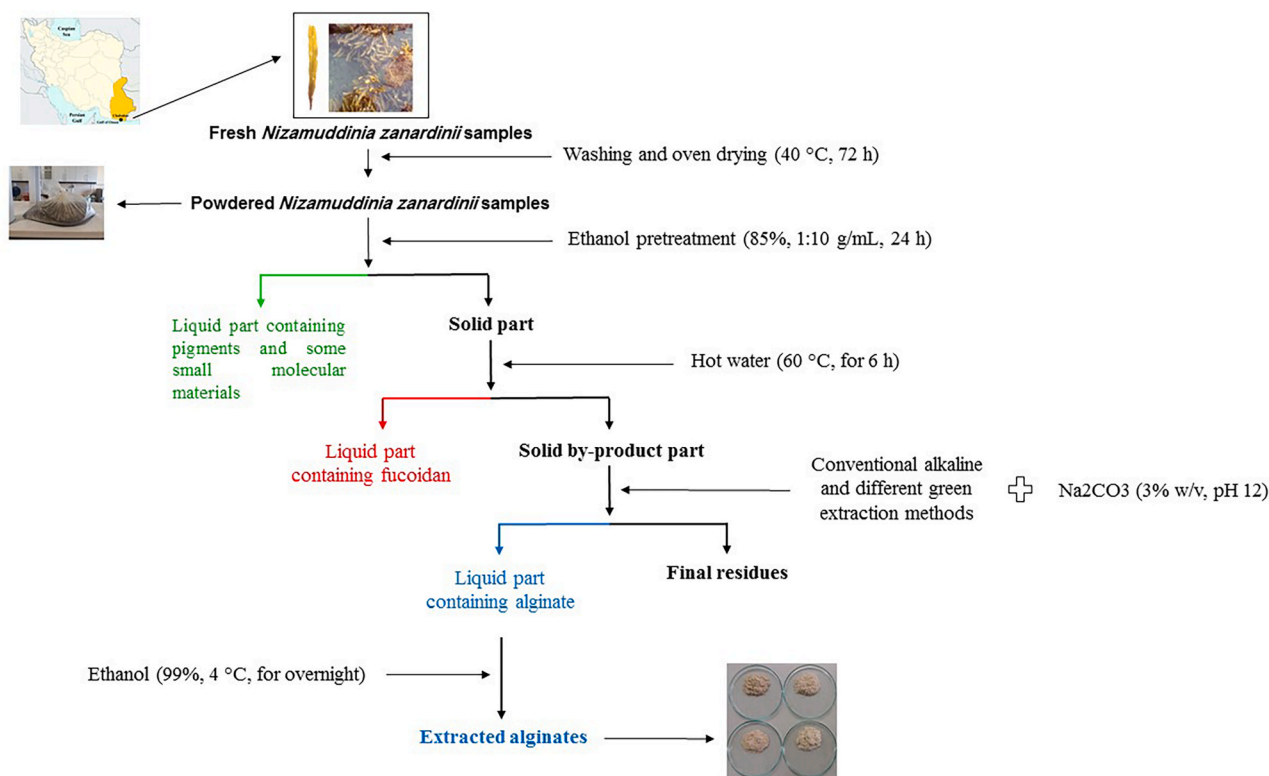 Caspian
Sea
Persian
Gulf
Chabahar
Gulf of Oman
Fresh Nizamuddinia zanardinii samples
Washing and oven drying (40 °C, 72 h)
Powdered Nizamuddinia zanardinii samples
Ethanol pretreatment (85%, 1:10 g/mL, 24 h)
Liquid part containing
pigments and some
small molecular
materials
Solid part
Hot water (60 °C, for 6 h)
Liquid part
containing fucoidan
Solid by-product part
Conventional alkaline
and different green
extraction methods
Na2CO3 (3% w/v, pH 12)
Liquid part
containing alginate
Final residues
Ethanol (99%, 4 °C, for overnight)
Extracted alginates